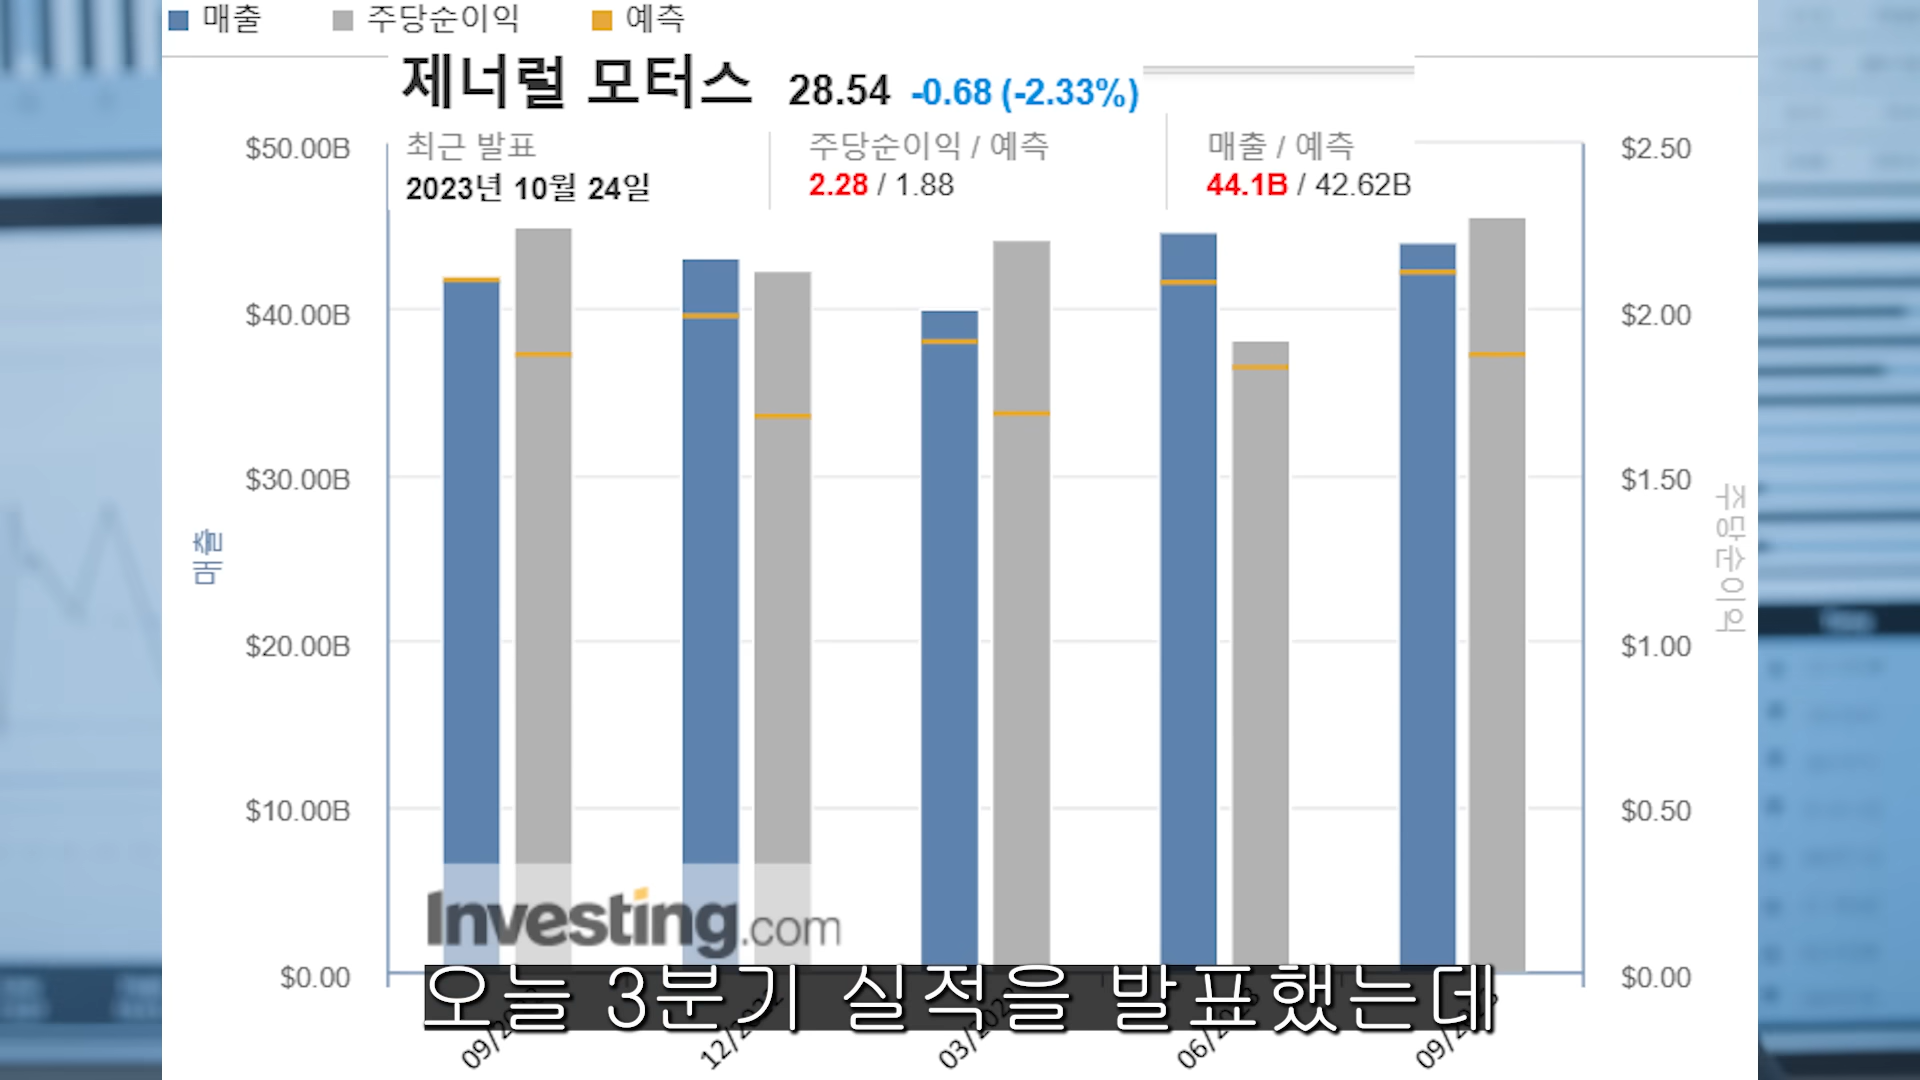 매출 주당순이익 예측
제너럴 모터스 28.54 -0.68 (-2.33%)
최근 발표 주당순이익 / 예측 매출 / 예측
2023년 10월 24일 2.28 / 1.88 44.1B / 42.62B
$50.00B $2.50
$40.00B $2.00
$30.00B $1.50
매출 주당순이익
$20.00B $1.00
$10.00B $0.50
Investing.com
$0.00 $0.00
오늘 3분기 실적을 발표했는데